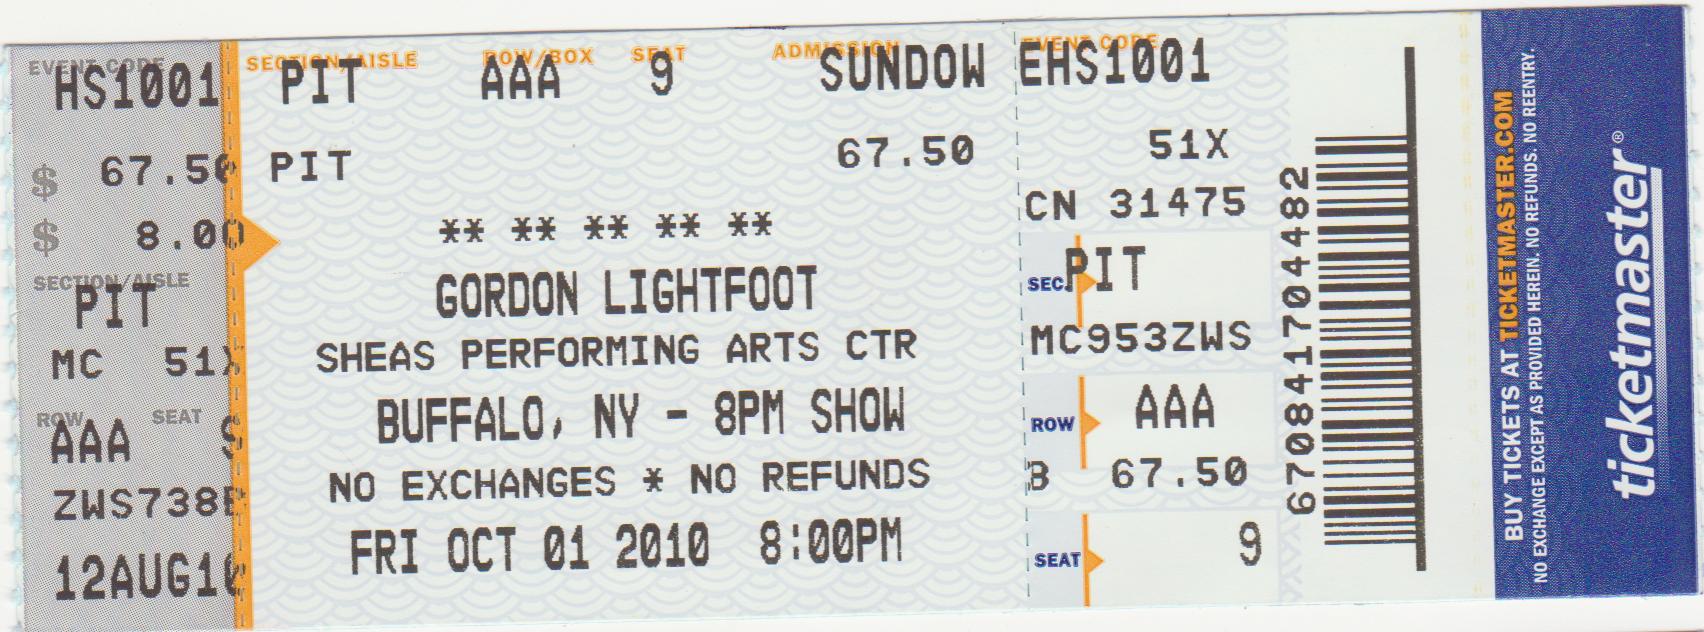 EVENT CODE
HS1001
$ 67.50
$ 8.00
SECTION/AISLE
PIT
MC 51X
ROW SEAT
AAA 9
ZWS738B
12AUG10
SECTION/AISLE ROW/BOX SEAT ADMISSION
PIT AAA 9 SUNDOW
PIT 67.50
** ** ** ** **
GORDON LIGHTFOOT
SHEAS PERFORMING ARTS CTR
BUFFALO, NY - 8PM SHOW
NO EXCHANGES * NO REFUNDS
FRI OCT 01 2010 8:00PM
EVENT CODE
EHS1001
51X
CN 31475
SEC. PIT
MC953ZWS
ROW AAA
B 67.50
SEAT 9
670841704482
BUY TICKETS AT TICKETMASTER.COM
NO EXCHANGE EXCEPT AS PROVIDED HEREIN. NO REFUNDS. NO REENTRY.
ticketmaster®